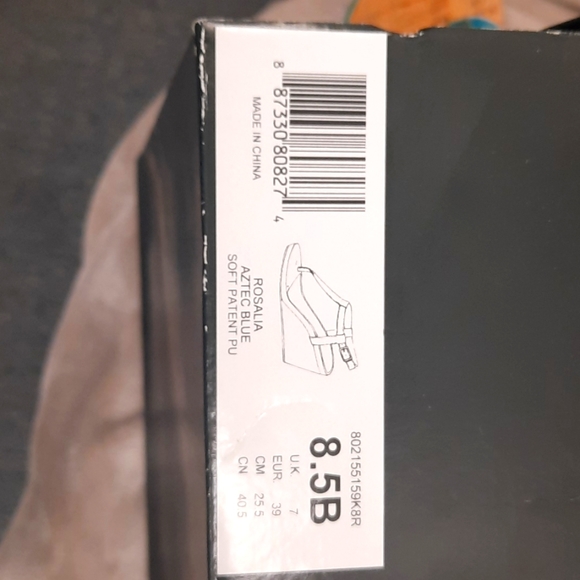 8 87330 80827 4
MADE IN CHINA
ROSALIA
AZTEC BLUE
SOFT PATENT PU
802155159K8R
8.5B
U.K. 7
EUR. 39
CM 25.5
CN 40.5